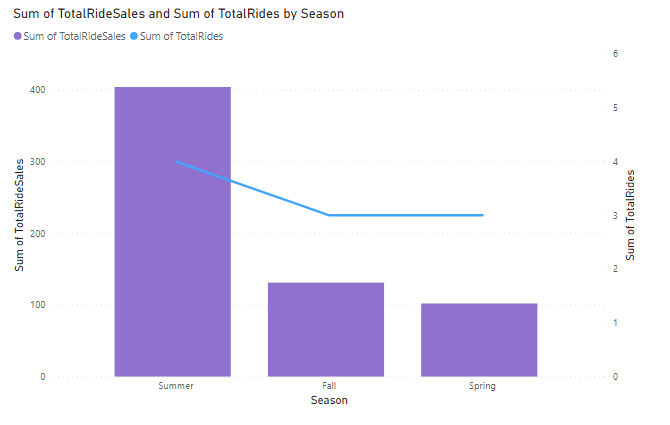 Sum of TotalRideSales and Sum of TotalRides by Season
Sum of TotalRideSales Sum of TotalRides
6
400
5
300
4
Sum of TotalRideSales
Sum of TotalRides
3
200
2
100
1
0
0
Summer Fall Spring
Season